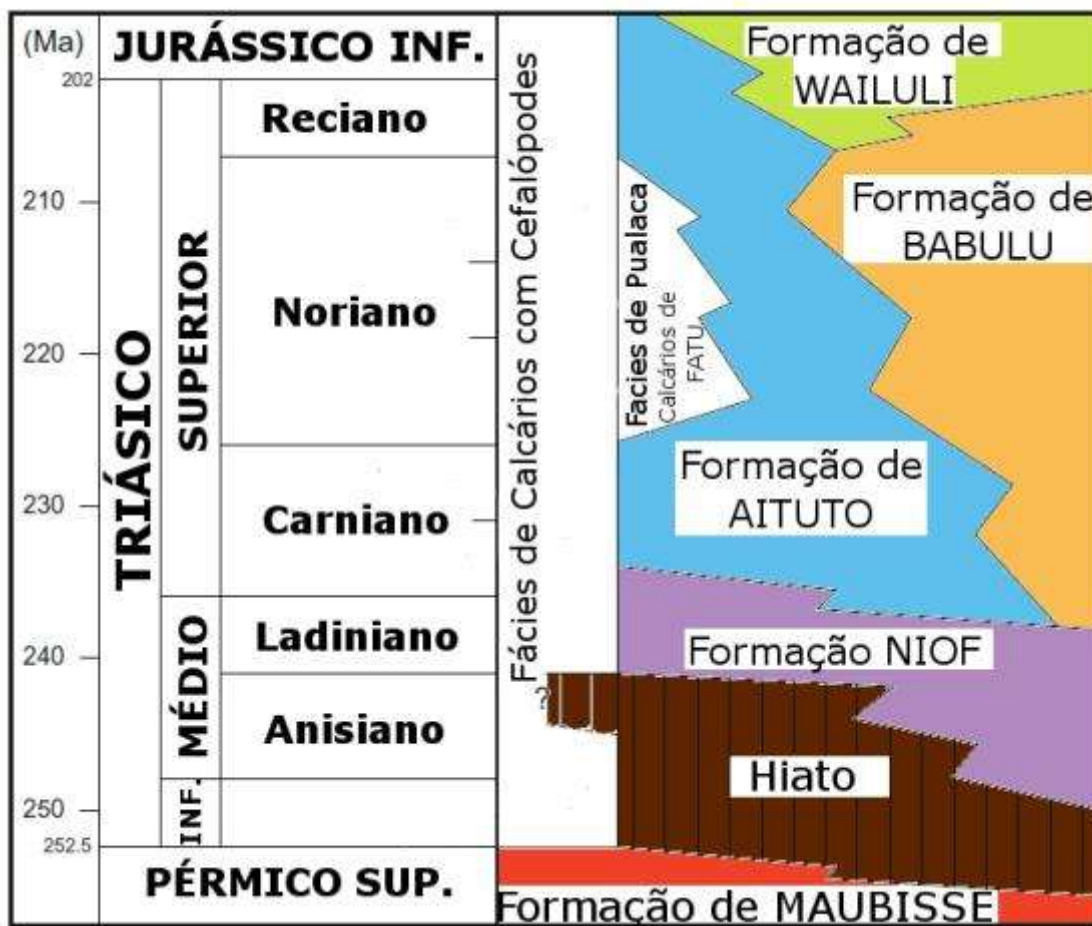 (Ma)
JURÁSSICO INF.
202
Reciano
210
Noriano
220
TRIÁSICO
SUPERIOR
230
Carniano
240
MÉDIO
Ladiniano
Anisiano
250
INF.
252.5
PÉRMICO SUP.
Fácies de Calcários com Cefalópodes
?
Formação de
WAILULI
Formação de
BABULU
Facies de Pualaca
Calcários de
FATU
Formação de
AITUTO
Formação NIOF
Hiato
Formação de MAUBISSE